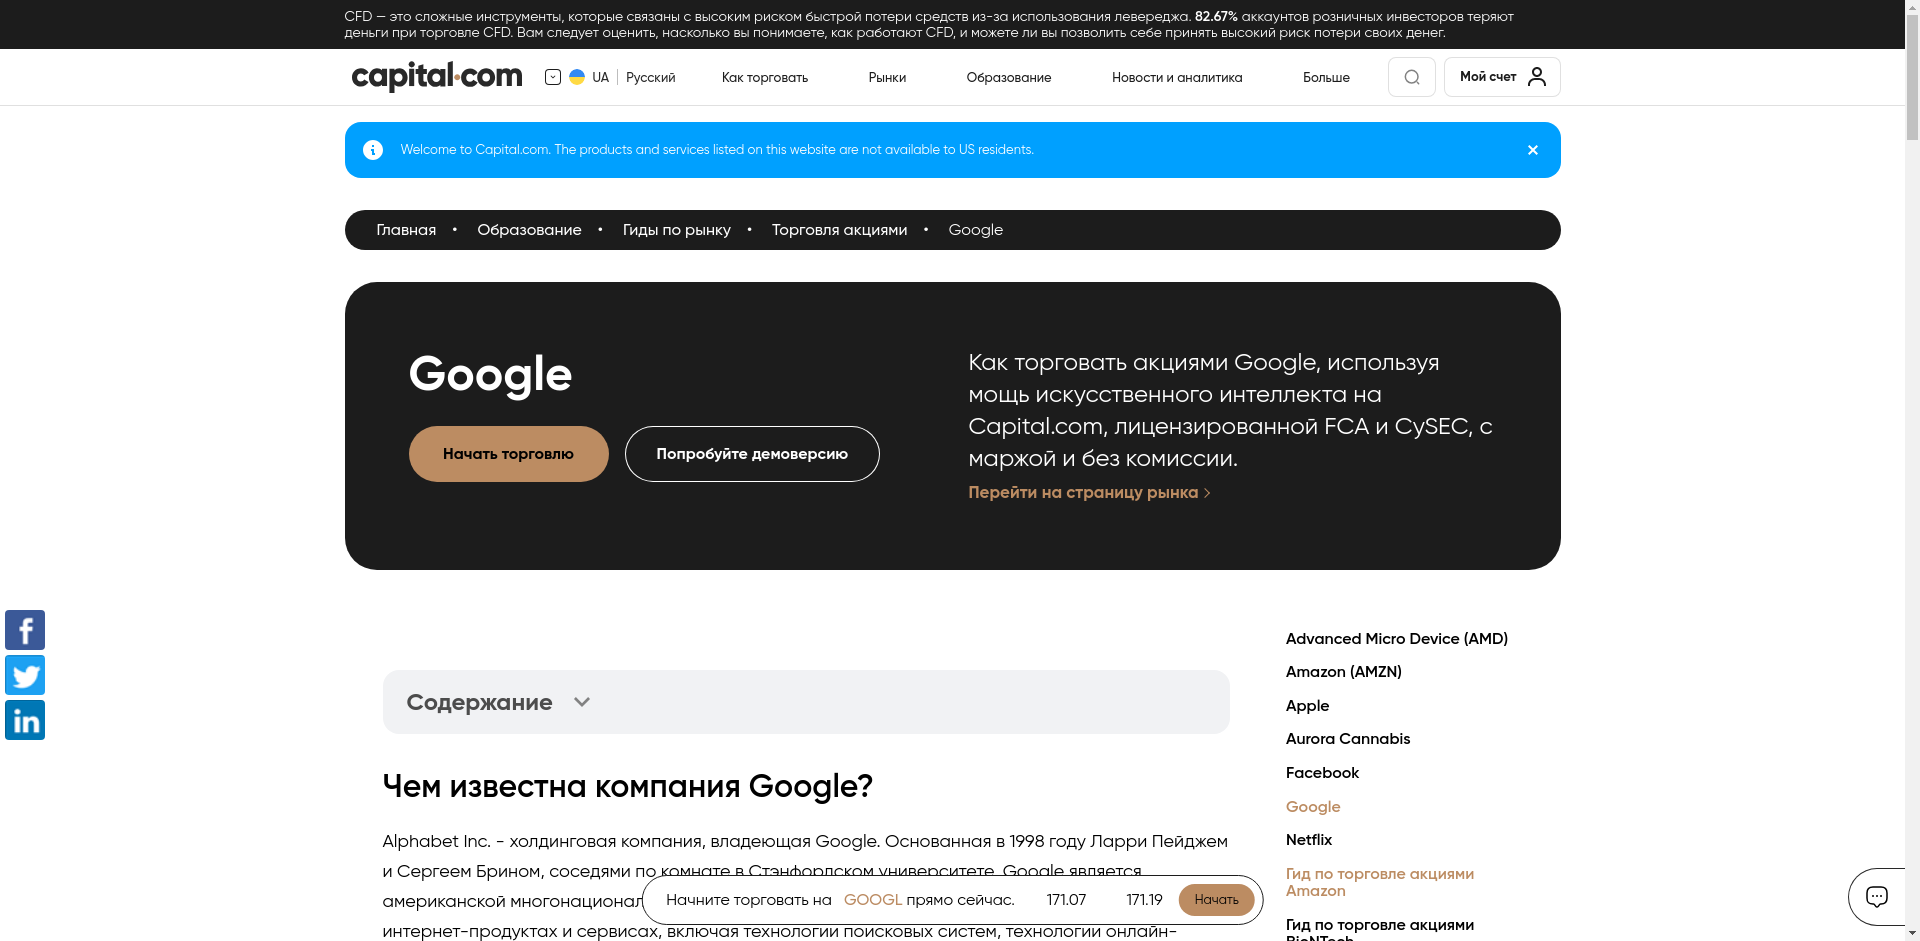 CFD — это сложные инструменты, которые связаны с высоким риском быстрой потери средств из-за использования левереджа. 82.67% аккаунтов розничных инвесторов теряют
деньги при торговле CFD. Вам следует оценить, насколько вы понимаете, как работают CFD, и можете ли вы позволить себе принять высокий риск потери своих денег.
capital.com UA Русский Как торговать Рынки Образование Новости и аналитика Больше Мой счет
Welcome to Capital.com. The products and services listed on this website are not available to US residents.
Главная • Образование • Гиды по рынку • Торговля акциями • Google
Google
Начать торговлю Попробуйте демоверсию
Как торговать акциями Google, используя
мощь искусственного интеллекта на
Capital.com, лицензированной FCA и CySEC, с
маржой и без комиссии.
Перейти на страницу рынка
Содержание
Чем известна компания Google?
Alphabet Inc. - холдинговая компания, владеющая Google. Основанная в 1998 году Ларри Пейджем
и Сергеем Брином, соседями по комнате в Стэнфордском университете, Google является
американской
интернет-продуктах и сервисах, включая технологии поисковых систем, технологии онлайн-
Advanced Micro Device (AMD)
Amazon (AMZN)
Apple
Aurora Cannabis
Facebook
Google
Netflix
Гид по торговле акциями
Amazon
Гид по торговле акциями
BioNTech
Начните торговать на GOOGL прямо сейчас. 171.07 171.19 Начать